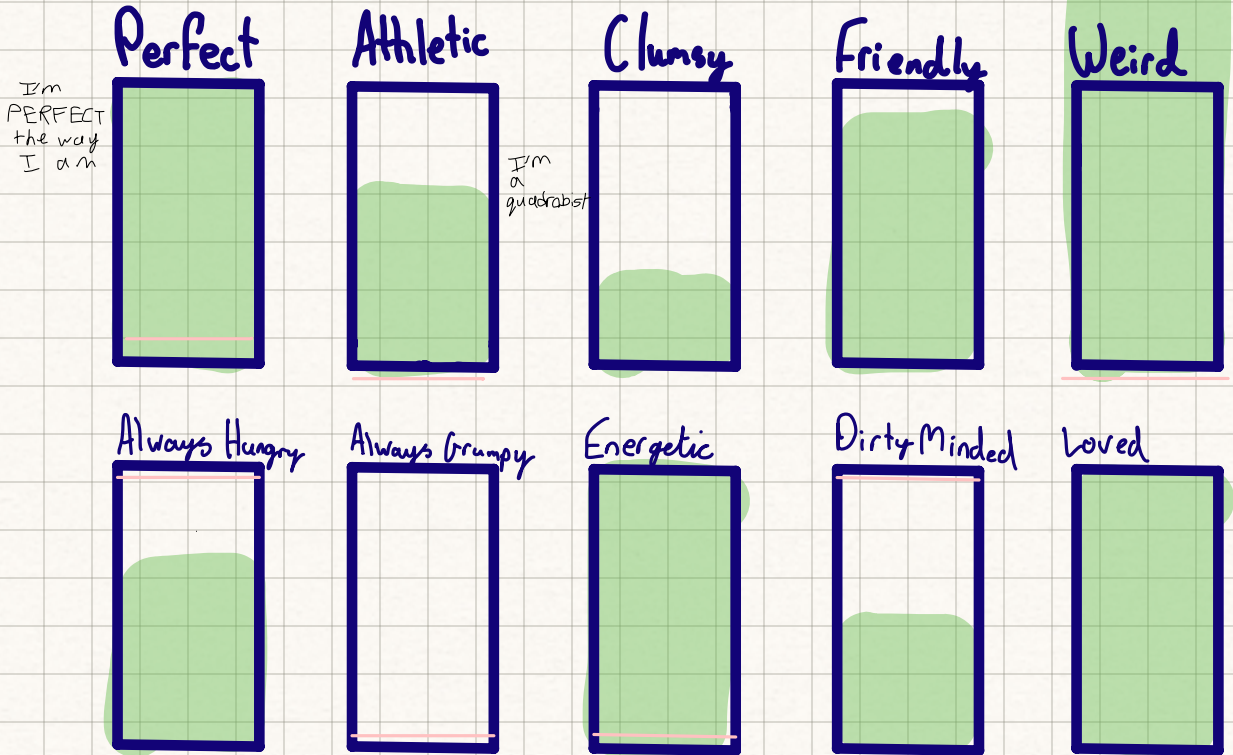 Perfect
Athletic
Clumsy
Friendly
Weird
I'm
PERFECT
the way
I am
I'm
a
quadrobist
Always Hungry
Always Grumpy
Energetic
Dirty Minded
Loved